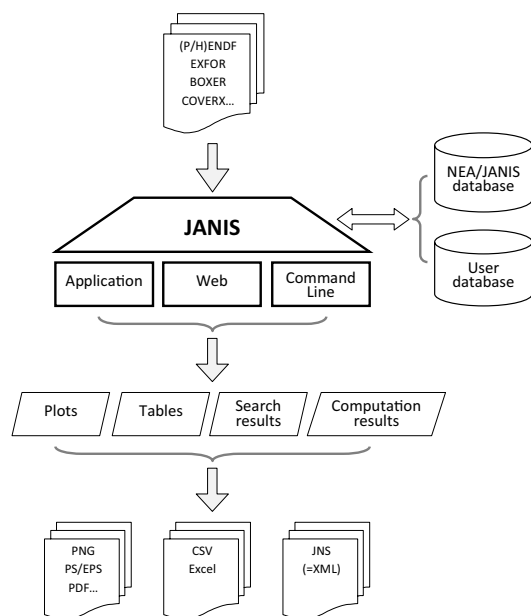 (P/H)ENDF
EXFOR
BOXER
COVERX...
NEA/JANIS
database
JANIS
Application
Web
Command
Line
User
database
Plots
Tables
Search
results
Computation
results
PNG
PS/EPS
PDF...
CSV
Excel
JNS
(=XML)